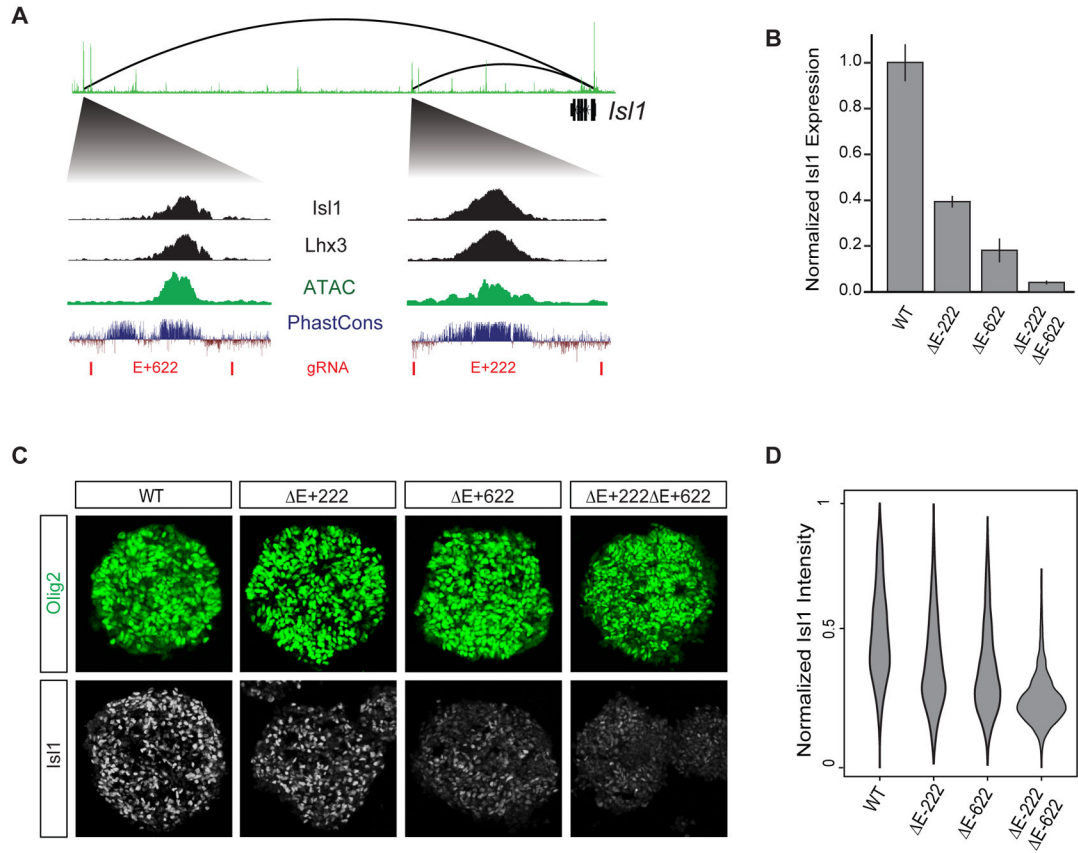 A
Isl1
Isl1
Lhx3
ATAC
PhastCons
E+622
gRNA
E+222
B
Normalized Isl1 Expression
1.0
0.8
0.6
0.4
0.2
0.0
WT
ΔE-222
ΔE-622
ΔE-222
ΔE-622
C
WT
ΔE+222
ΔE+622
ΔE+222ΔE+622
Olig2
Isl1
D
Normalized Isl1 Intensity
1
0.5
0
WT
ΔE-222
ΔE-622
ΔE-222
ΔE-622